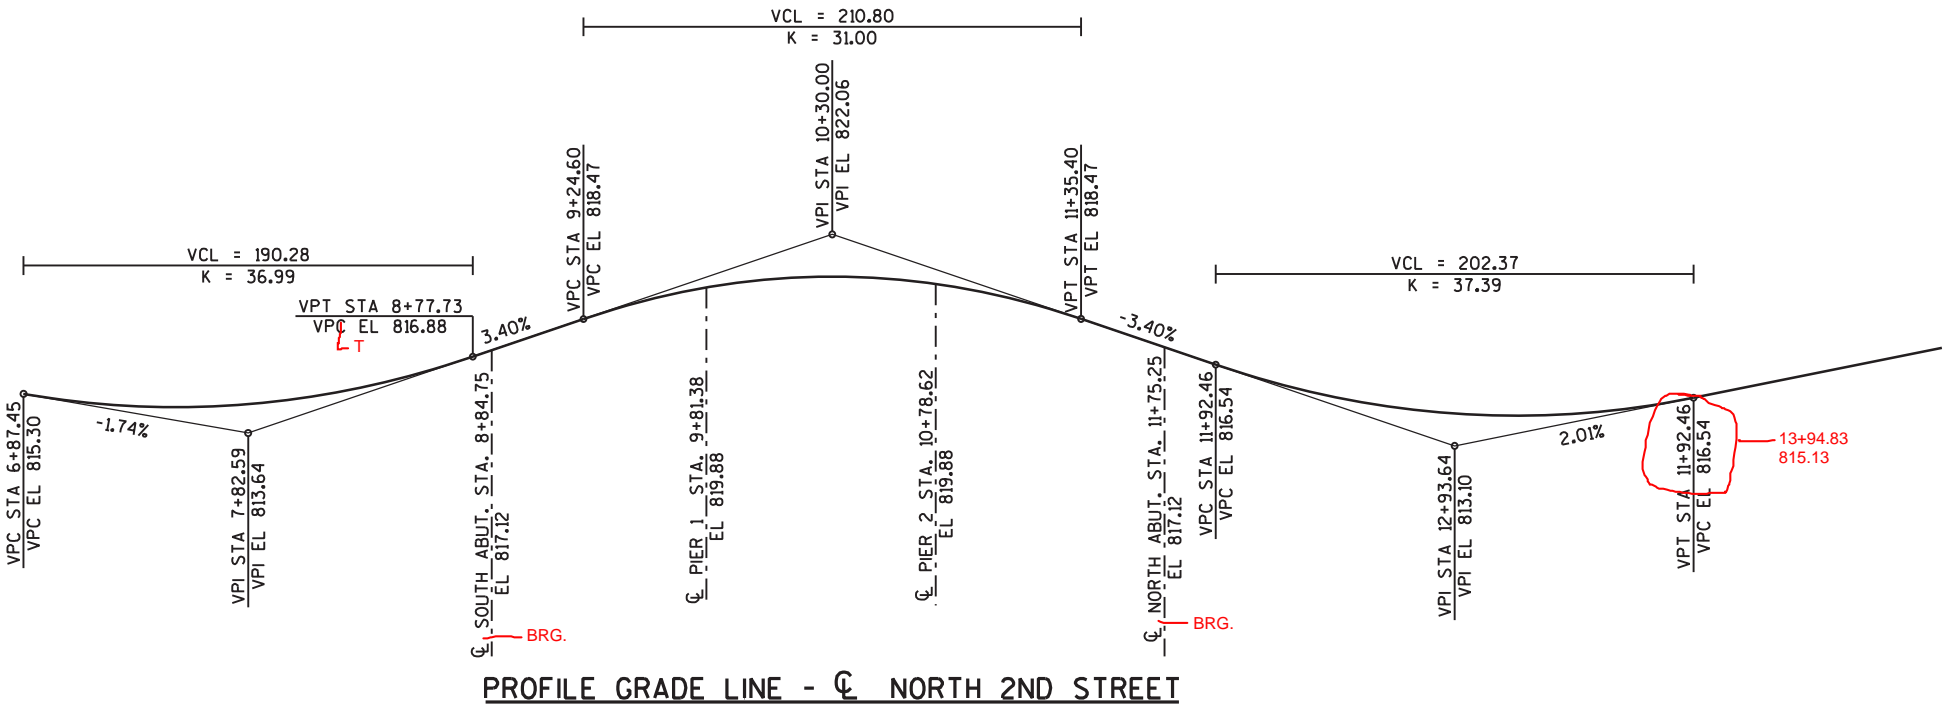 VCL = 210.80
K = 31.00
VPI STA 10+30.00
VPI EL 822.06
VPC STA 9+24.60
VPC EL 818.47
VPT STA 11+35.40
VPT EL 818.47
VCL = 190.28
K = 36.99
VCL = 202.37
K = 37.39
VPT STA 8+77.73
VPC EL 816.88
T
3.40%
-3.40%
-1.74%
2.01%
VPC STA 6+87.45
VPC EL 815.30
VPI STA 7+82.59
VPI EL 813.64
℄ SOUTH ABUT. STA. 8+84.75
EL 817.12
BRG.
℄ PIER 1 STA. 9+81.38
EL 819.88
℄ PIER 2 STA. 10+78.62
EL 819.88
℄ NORTH ABUT. STA. 11+75.25
EL 817.12
BRG.
VPC STA 11+92.46
VPC EL 816.54
VPI STA 12+93.64
VPI EL 813.10
VPT STA 11+92.46
VPC EL 816.54
13+94.83
815.13
PROFILE GRADE LINE - ℄ NORTH 2ND STREET